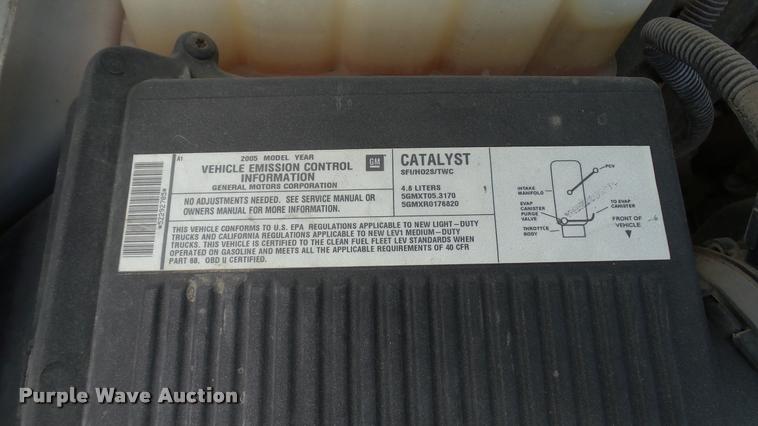 A1
2005 MODEL YEAR
VEHICLE EMISSION CONTROL
INFORMATION
GENERAL MOTORS CORPORATION
GM
NO ADJUSTMENTS NEEDED. SEE SERVICE MANUAL OR
OWNERS MANUAL FOR MORE INFORMATION.
CATALYST
SFI/HO2S/TWC
4.8 LITERS
5GMXT05.3170
5GMXR0176820
THIS VEHICLE CONFORMS TO U.S. EPA REGULATIONS APPLICABLE TO NEW LIGHT-DUTY
TRUCKS AND CALIFORNIA REGULATIONS APPLICABLE TO NEW LEV1 MEDIUM-DUTY
TRUCKS. THIS VEHICLE IS CERTIFIED TO THE CLEAN FUEL FLEET LEV STANDARDS WHEN
OPERATED ON GASOLINE AND MEETS ALL THE APPLICABLE REQUIREMENTS OF 40 CFR
PART 88. OBD II CERTIFIED.
PCV
INTAKE
MANIFOLD
EVAP
CANISTER
PURGE
VALVE
THROTTLE
BODY
TO EVAP
CANISTER
FRONT OF
VEHICLE
Purple Wave Auction